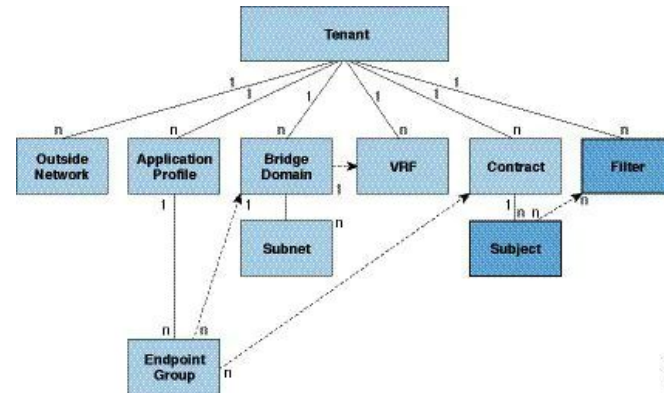 Tenant
1
1
1
1
1
1
n
n
n
n
n
n
Outside
Network
Application
Profile
Bridge
Domain
VRF
Contract
Filter
1
1
1
1
n
n
n
n
Subnet
Subject
n
n
Endpoint
Group
n